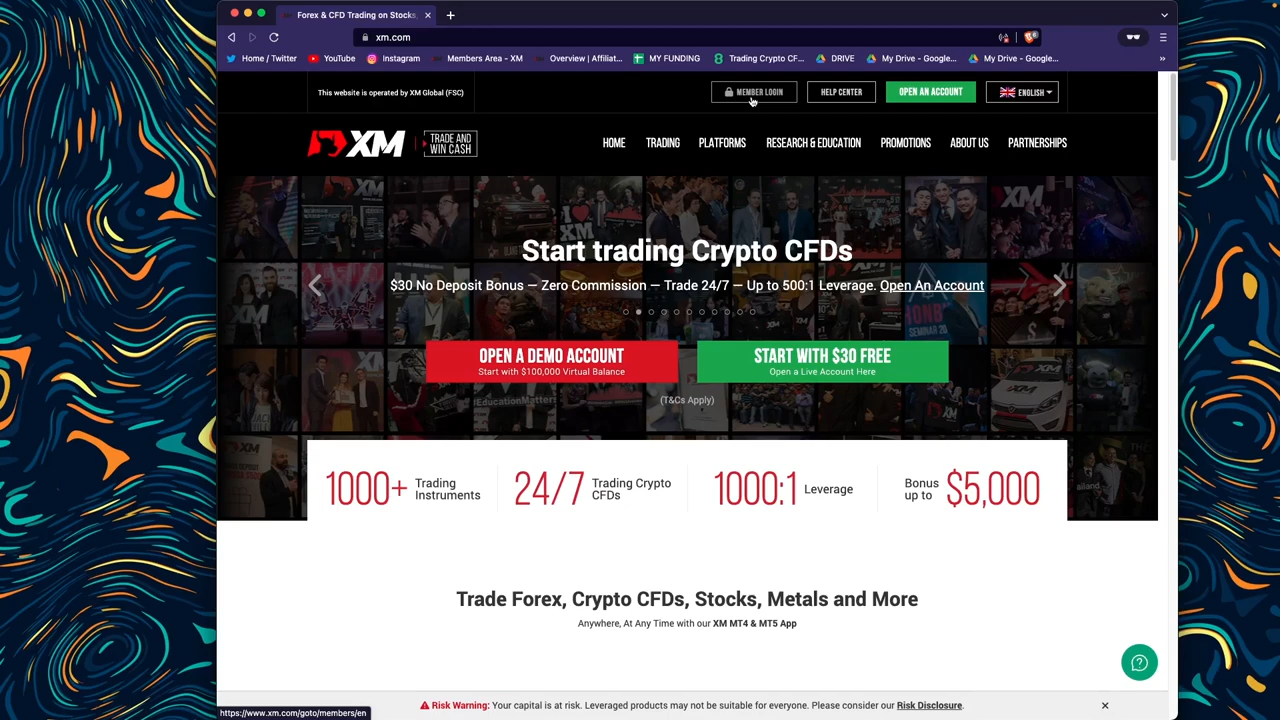 Forex & CFD Trading on Stocks,
xm.com
Home / Twitter
YouTube
Instagram
Members Area - XM
Overview | Affiliat...
MY FUNDING
Trading Crypto CF...
DRIVE
My Drive - Google...
My Drive - Google...
This website is operated by XM Global (FSC)
MEMBER LOGIN
HELP CENTER
OPEN AN ACCOUNT
ENGLISH
XM
TRADE AND
WIN CASH
HOME
TRADING
PLATFORMS
RESEARCH & EDUCATION
PROMOTIONS
ABOUT US
PARTNERSHIPS
Start trading Crypto CFDs
$30 No Deposit Bonus — Zero Commission — Trade 24/7 — Up to 500:1 Leverage. Open An Account
OPEN A DEMO ACCOUNT
Start with $100,000 Virtual Balance
START WITH $30 FREE
Open a Live Account Here
(T&Cs Apply)
#EducationMatters
1000+ Trading
Instruments
24/7 Trading Crypto
CFDs
1000:1 Leverage
Bonus
up to $5,000
Trade Forex, Crypto CFDs, Stocks, Metals and More
Anywhere, At Any Time with our XM MT4 & MT5 App
Risk Warning: Your capital is at risk. Leveraged products may not be suitable for everyone. Please consider our Risk Disclosure.
https://www.xm.com/goto/members/en